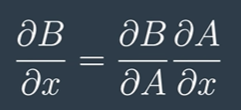 ∂B/∂x = ∂B/∂A ∂A/∂x